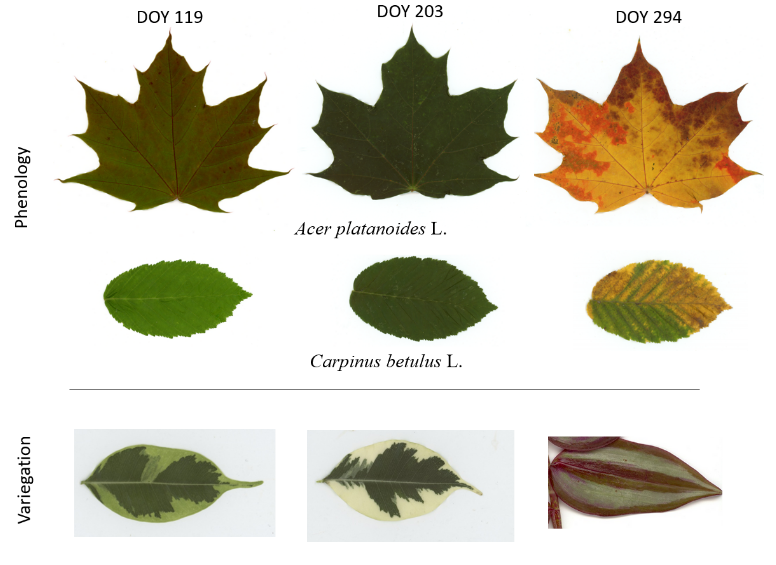 DOY 119
DOY 203
DOY 294
Phenology
Acer platanoides L.
Carpinus betulus L.
Variegation